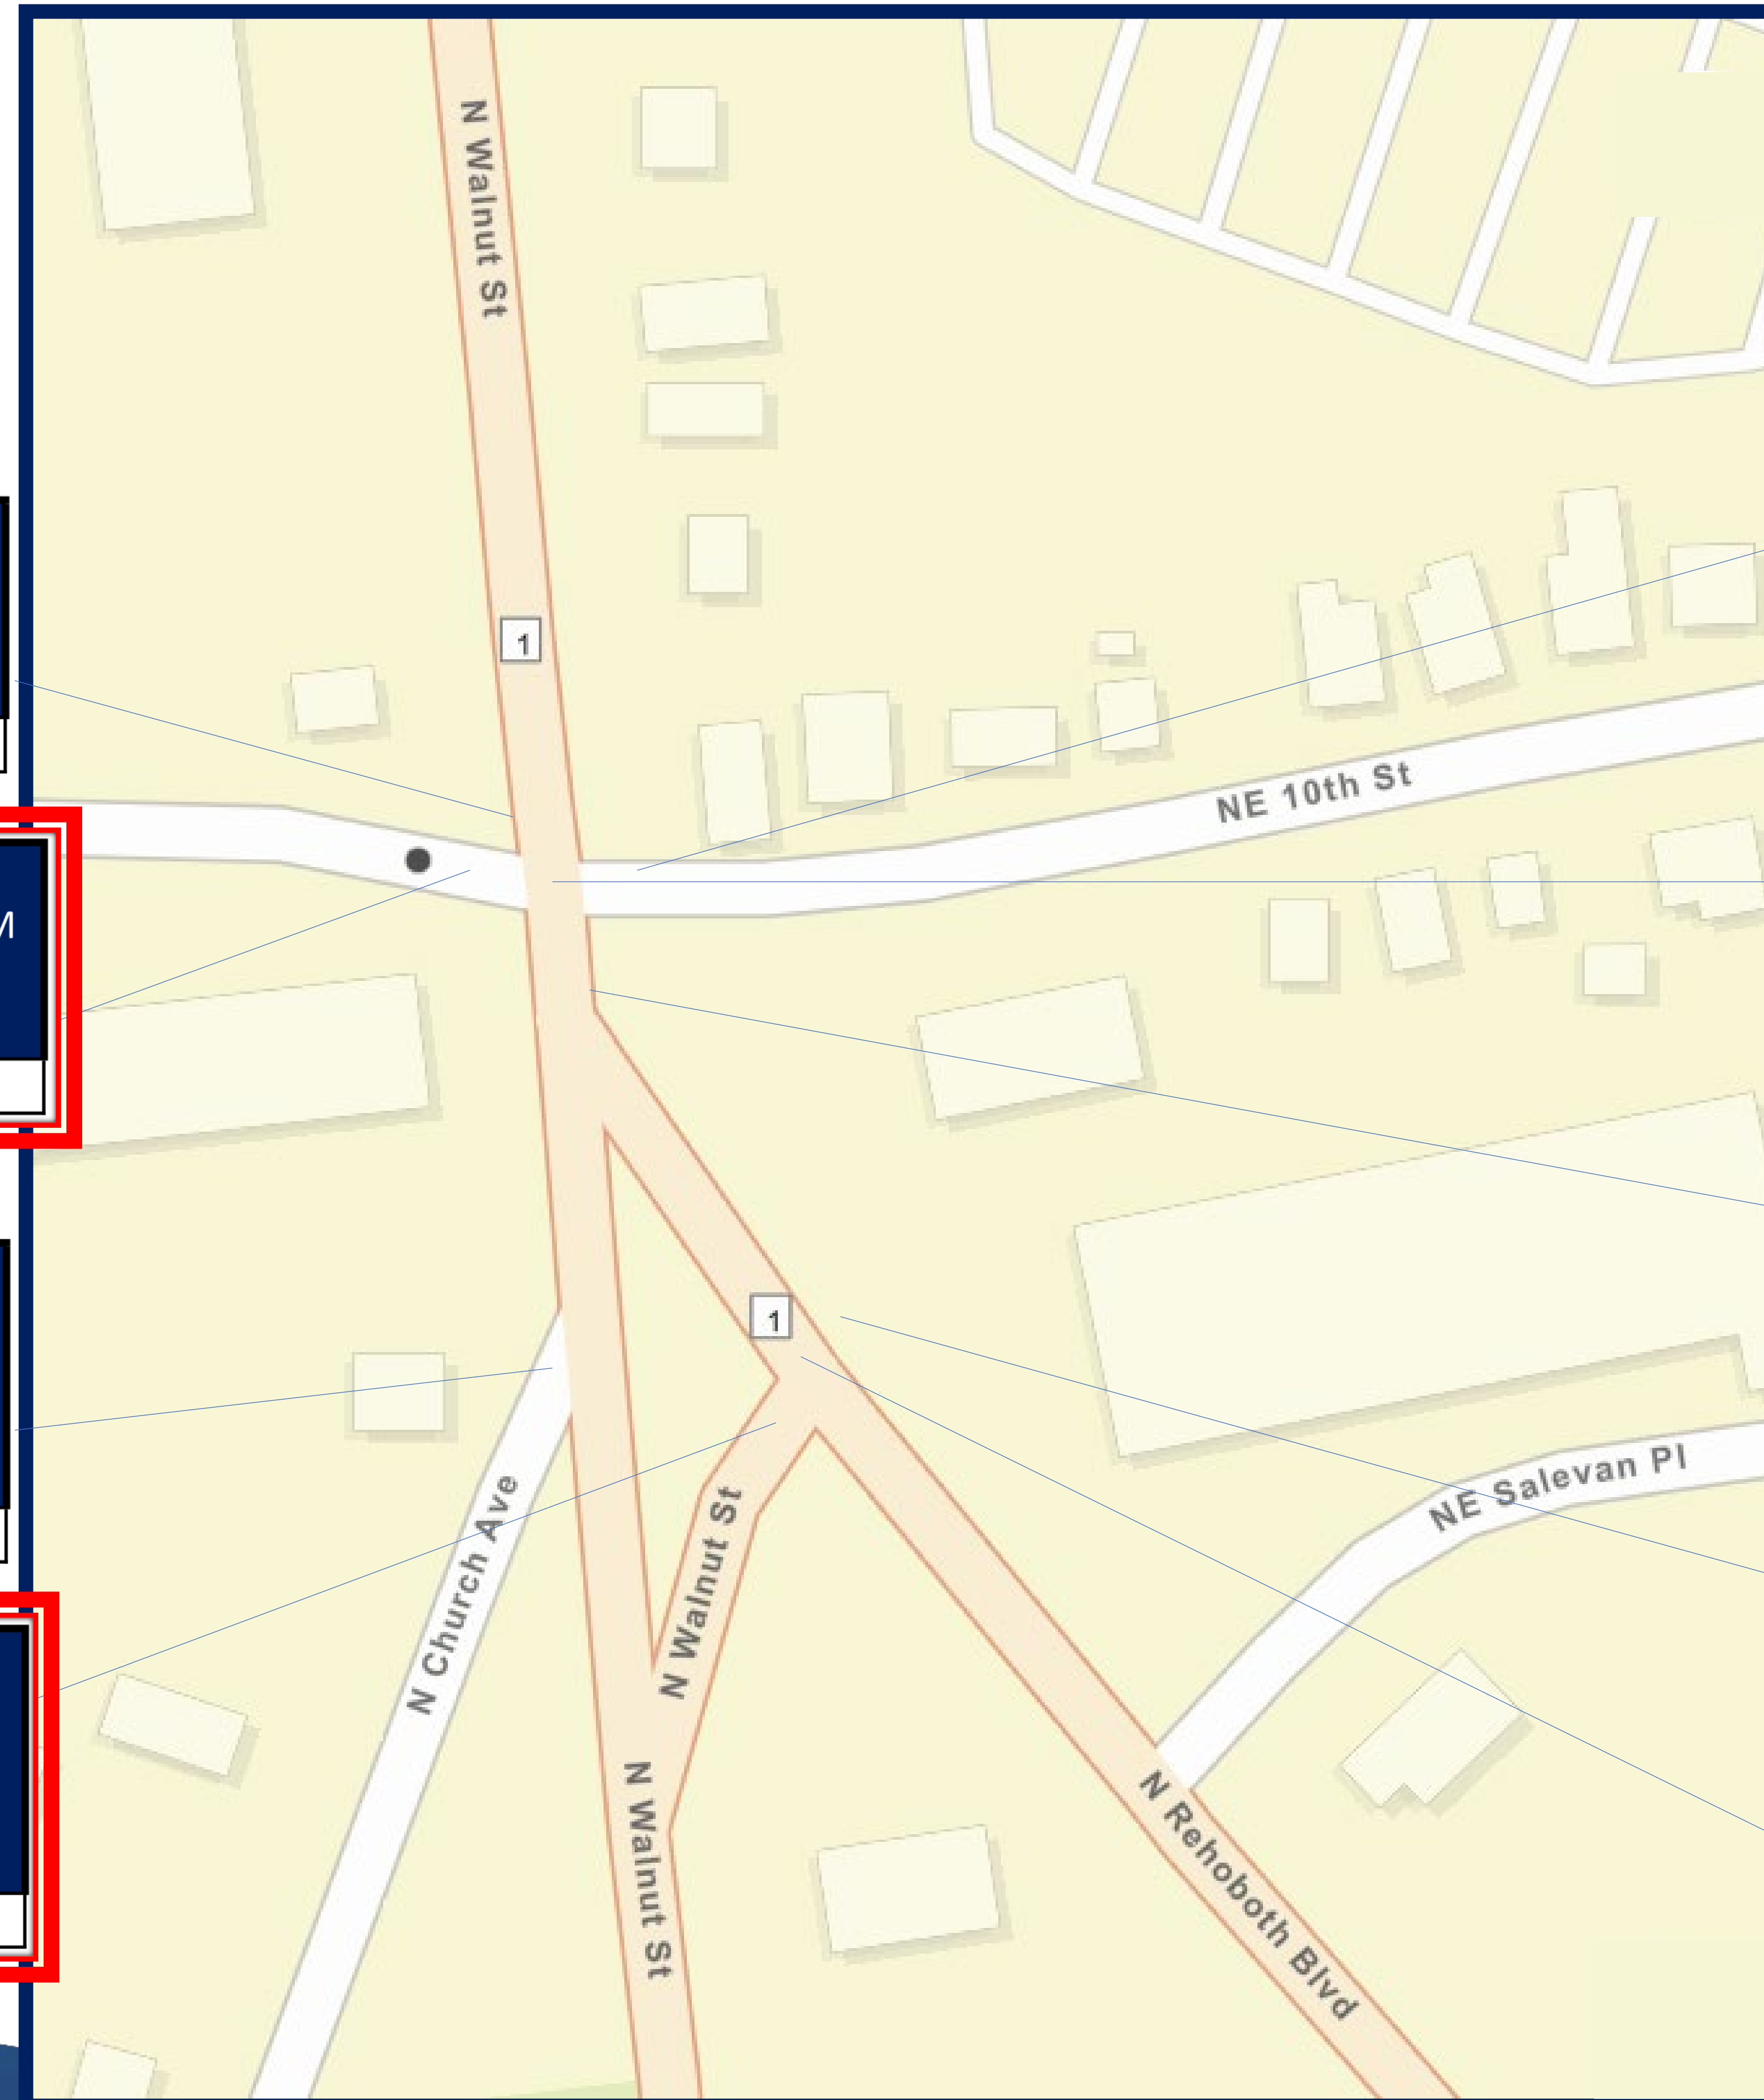 N Walnut St
1
NE 10th St
M
1
NE Salevan Pl
N Church Ave
N Walnut St
N Walnut St
N Rehoboth Blvd